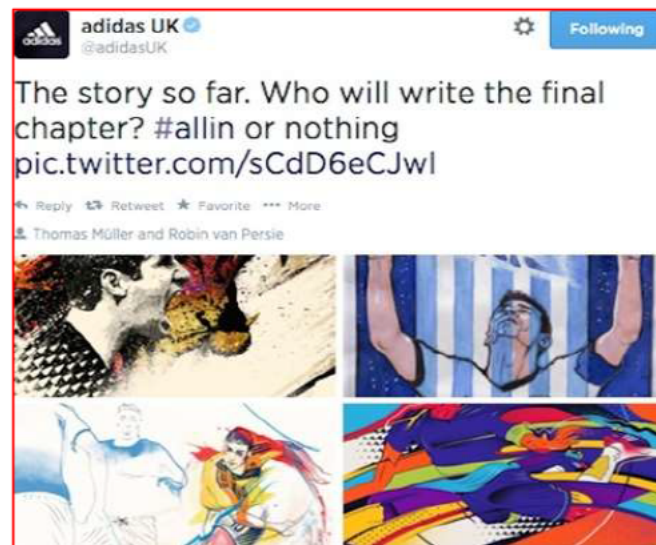 adidas
adidas UK
@adidasUK
Following
The story so far. Who will write the final
chapter? #allin or nothing
pic.twitter.com/sCdD6eCJwl
Reply Retweet Favorite More
Thomas Müller and Robin van Persie